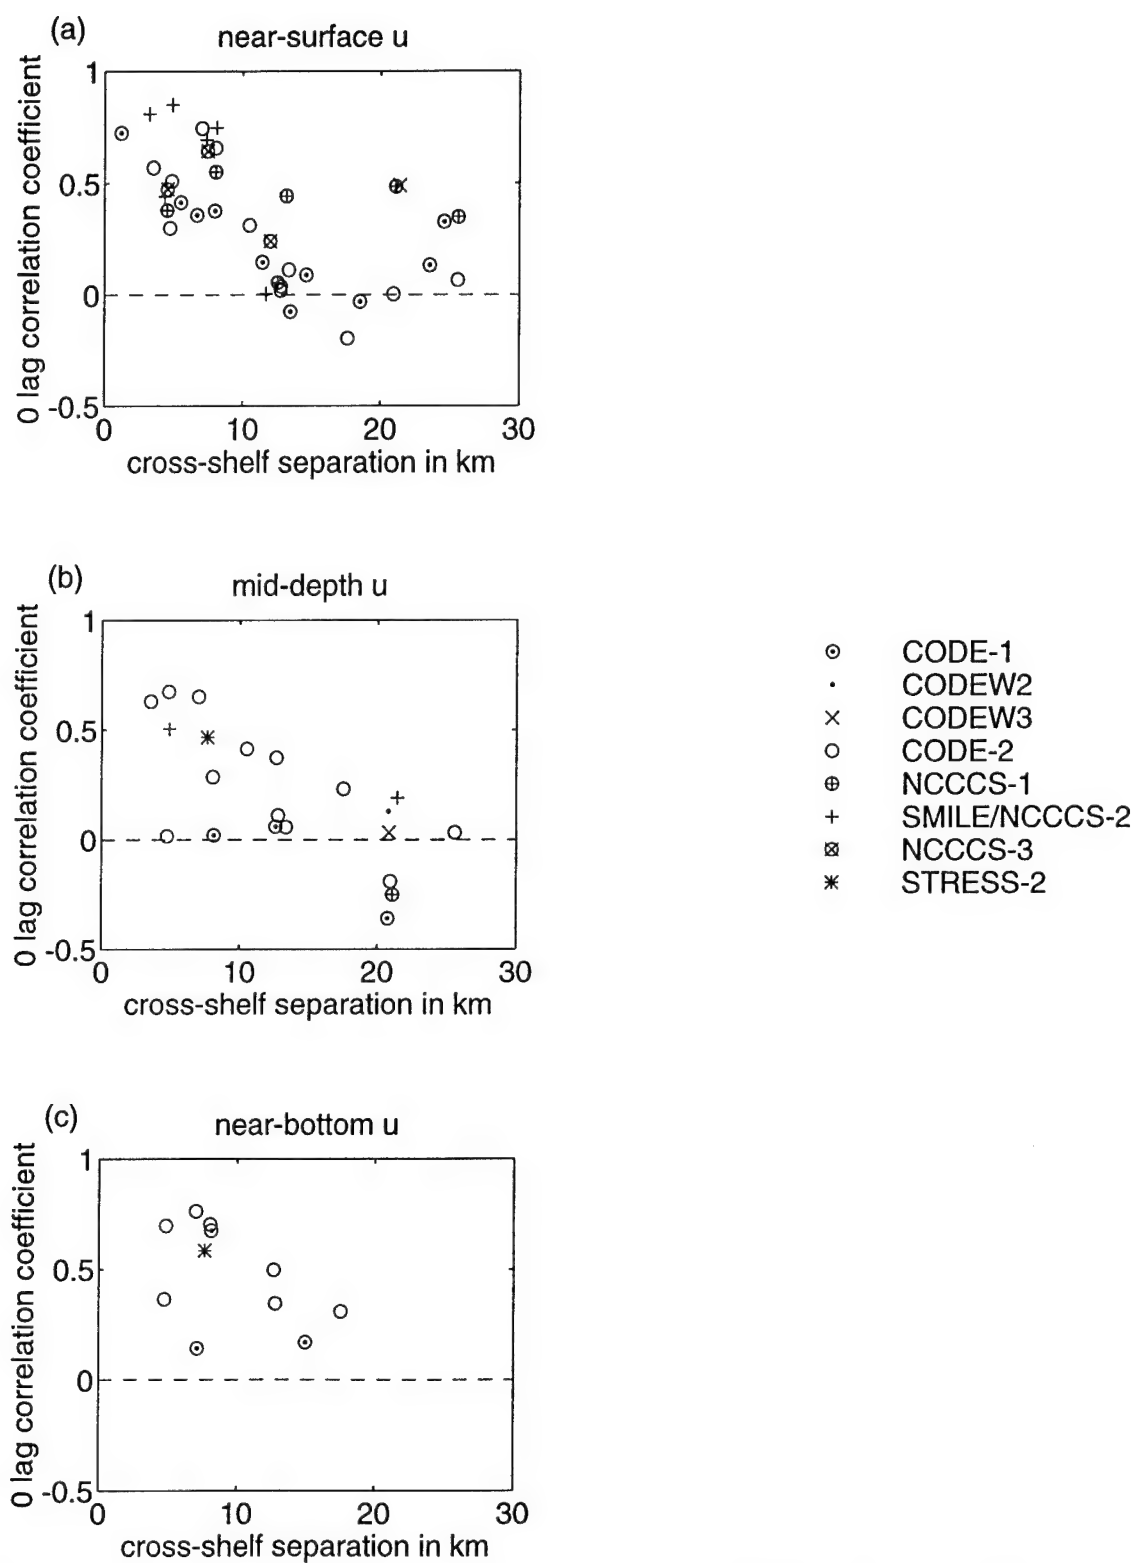 (a)
near-surface u
0 lag correlation coefficient
1
0.5
0
-0.5
0 10 20 30
cross-shelf separation in km
(b)
mid-depth u
0 lag correlation coefficient
1
0.5
0
-0.5
0 10 20 30
cross-shelf separation in km
CODE-1
CODEW2
CODEW3
CODE-2
NCCCS-1
SMILE/NCCCS-2
NCCCS-3
STRESS-2
(c)
near-bottom u
0 lag correlation coefficient
1
0.5
0
-0.5
0 10 20 30
cross-shelf separation in km